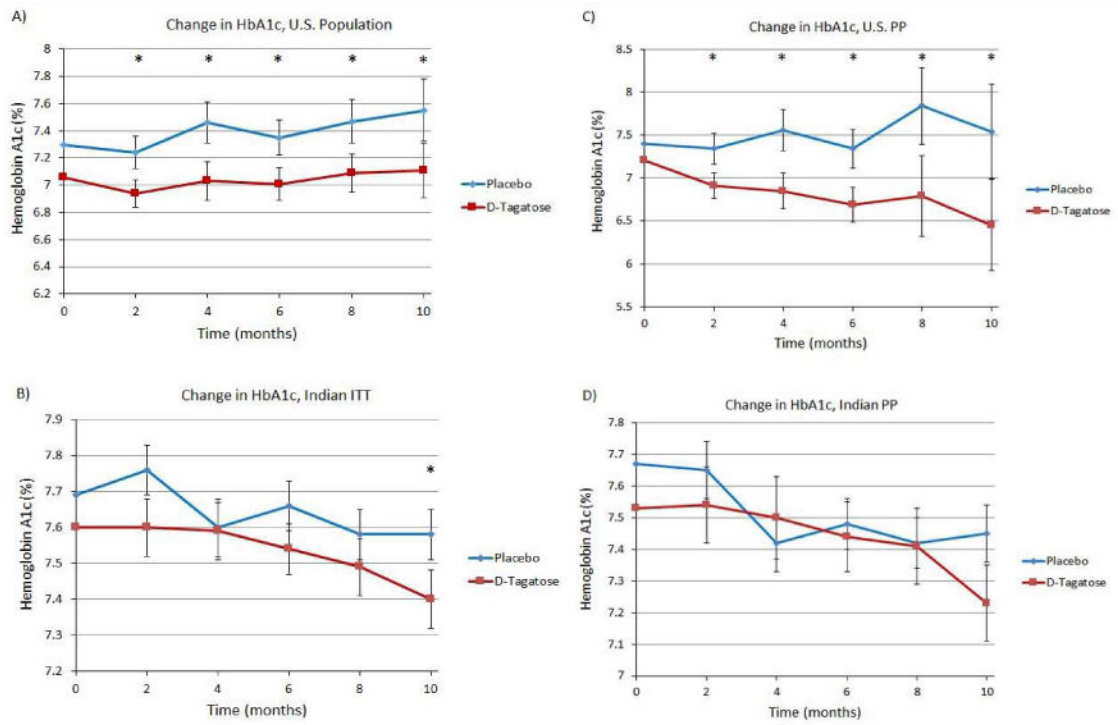 A)
Change in HbA1c, U.S. Population
Hemoglobin A1c (%)
8
7.8
7.6
7.4
7.2
7
6.8
6.6
6.4
6.2
* * * * *
0 2 4 6 8 10
Time (months)
Placebo
D-Tagatose
C)
Change in HbA1c, U.S. PP
Hemoglobin A1c (%)
8.5
8
7.5
7
6.5
6
5.5
* * * * *
0 2 4 6 8 10
Time (months)
Placebo
D-Tagatose
B)
Change in HbA1c, Indian ITT
Hemoglobin A1c (%)
7.9
7.8
7.7
7.6
7.5
7.4
7.3
7.2
*
0 2 4 6 8 10
Time (months)
Placebo
D-Tagatose
D)
Change in HbA1c, Indian PP
Hemoglobin A1c (%)
7.8
7.7
7.6
7.5
7.4
7.3
7.2
7.1
7
0 2 4 6 8 10
Time (months)
Placebo
D-Tagatose